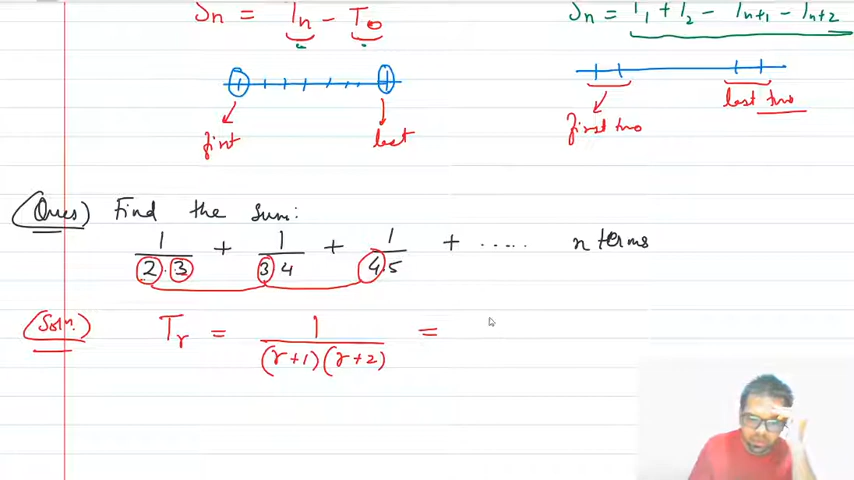 Sn = Tn - T0
Sn = T1 + T2 - Tn+1 - Tn+2
first last
first two last two
Ques) Find the sum:
1/2.3 + 1/3.4 + 1/4.5 + ..... n terms
Soln. Tr = 1/(r+1)(r+2) =